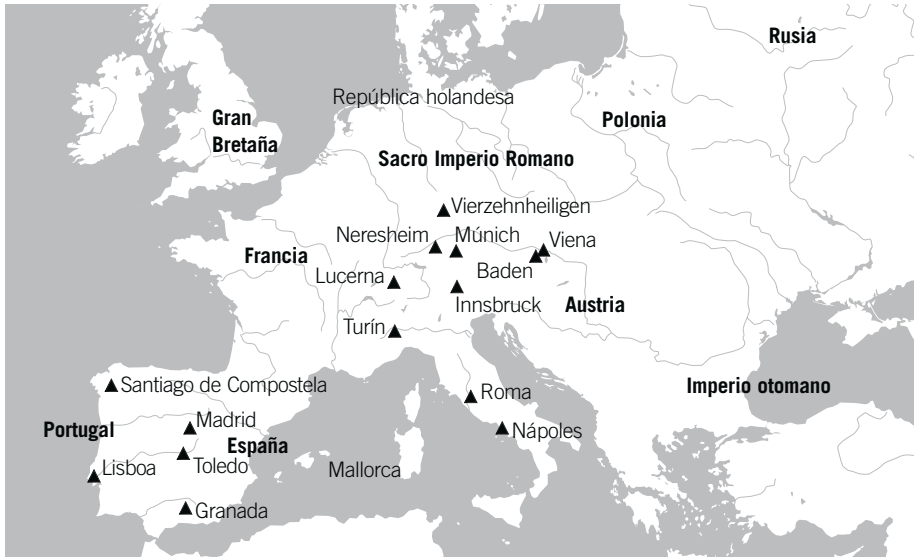 Rusia
República holandesa
Gran
Bretaña
Polonia
Sacro Imperio Romano
Vierzehnheiligen
Neresheim
Múnich
Viena
Francia
Baden
Lucerna
Innsbruck
Austria
Turín
Santiago de Compostela
Imperio otomano
Roma
Madrid
Portugal
España
Nápoles
Lisboa
Toledo
Mallorca
Granada